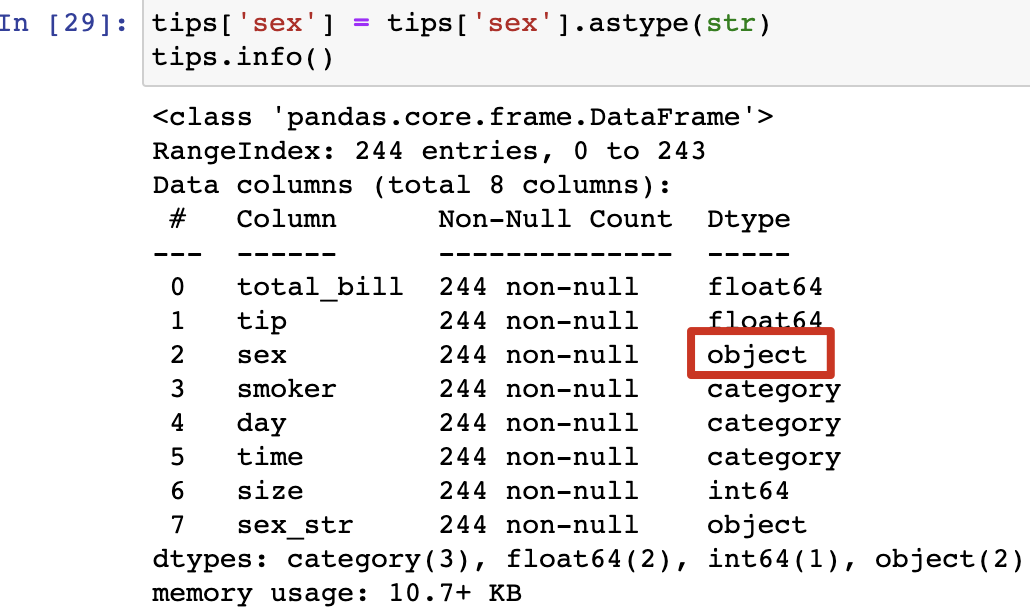 In [29]: tips['sex'] = tips['sex'].astype(str)
tips.info()
<class 'pandas.core.frame.DataFrame'>
RangeIndex: 244 entries, 0 to 243
Data columns (total 8 columns):
 #   Column      Non-Null Count  Dtype
---  ------      --------------  -----
 0   total_bill  244 non-null    float64
 1   tip         244 non-null    float64
 2   sex         244 non-null    object
 3   smoker      244 non-null    category
 4   day         244 non-null    category
 5   time        244 non-null    category
 6   size        244 non-null    int64
 7   sex_str     244 non-null    object
dtypes: category(3), float64(2), int64(1), object(2)
memory usage: 10.7+ KB